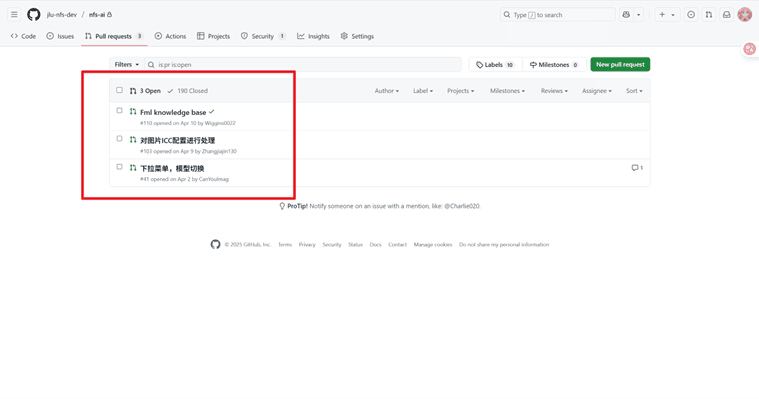 jlu-nfs-dev / nfs-ai
Type / to search
Code Issues Pull requests 3 Actions Projects Security 1 Insights Settings
Filters is:pr is:open Labels 10 Milestones 0 New pull request
3 Open 190 Closed Author Label Projects Milestones Reviews Assignee Sort
Fml knowledge base
#110 opened on Apr 10 by Wiggins0022
对图片ICC配置进行处理
#103 opened on Apr 9 by Zhangjiajin130
下拉菜单，模型切换 1
#41 opened on Apr 2 by CanYouImag
ProTip! Notify someone on an issue with a mention, like: @Charlie020.
© 2025 GitHub, Inc. Terms Privacy Security Status Docs Contact Manage cookies Do not share my personal information